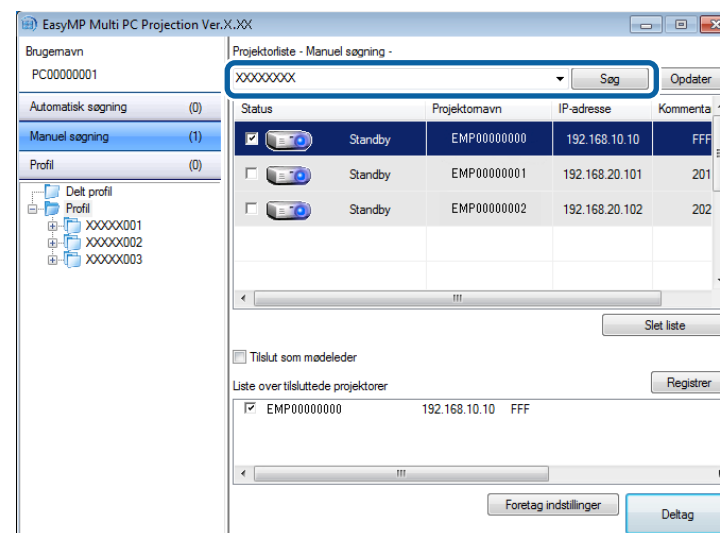 EasyMP Multi PC Projection Ver.X.XX
Brugernavn
PC00000001
Automatisk søgning (0)
Manuel søgning (1)
Profil (0)
Delt profil
Profil
XXXXX001
XXXXX002
XXXXX003
Projektorliste - Manuel søgning -
XXXXXXXX Søg Opdater
Status Projektornavn IP-adresse Kommenta
Standby EMP00000000 192.168.10.10 FFF
Standby EMP00000001 192.168.20.101 201
Standby EMP00000002 192.168.20.102 202
Slet liste
Tilslut som mødeleder
Liste over tilsluttede projektorer Registrer
EMP00000000 192.168.10.10 FFF
Foretag indstillinger Deltag